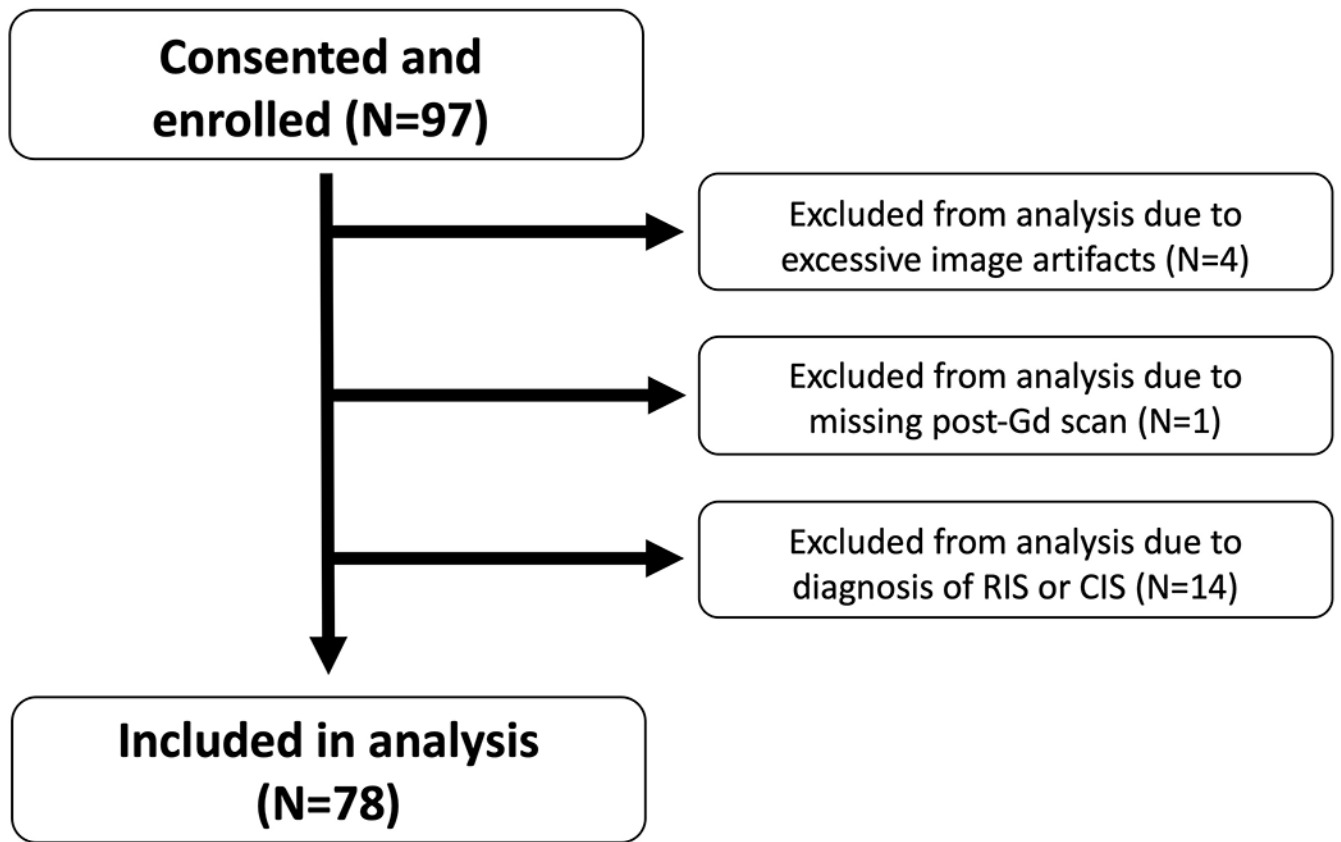 Consented and
enrolled (N=97)
Excluded from analysis due to
excessive image artifacts (N=4)
Excluded from analysis due to
missing post-Gd scan (N=1)
Excluded from analysis due to
diagnosis of RIS or CIS (N=14)
Included in analysis
(N=78)